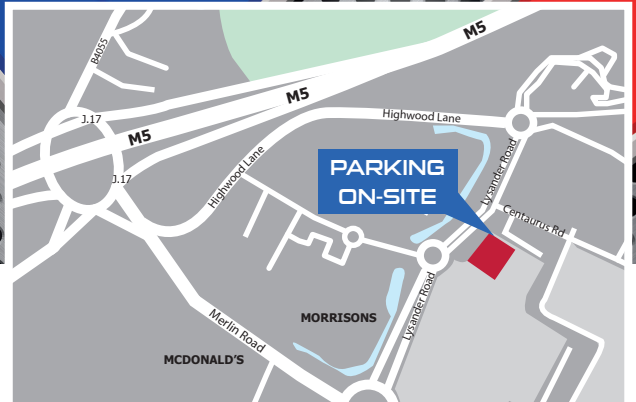 M5
B4055
M5
J.17
M5
Highwood Lane
J.17
Highwood Lane
Lysander Road
PARKING
ON-SITE
Centaurus Rd
Lysander Road
MORRISONS
Merlin Road
MCDONALD'S